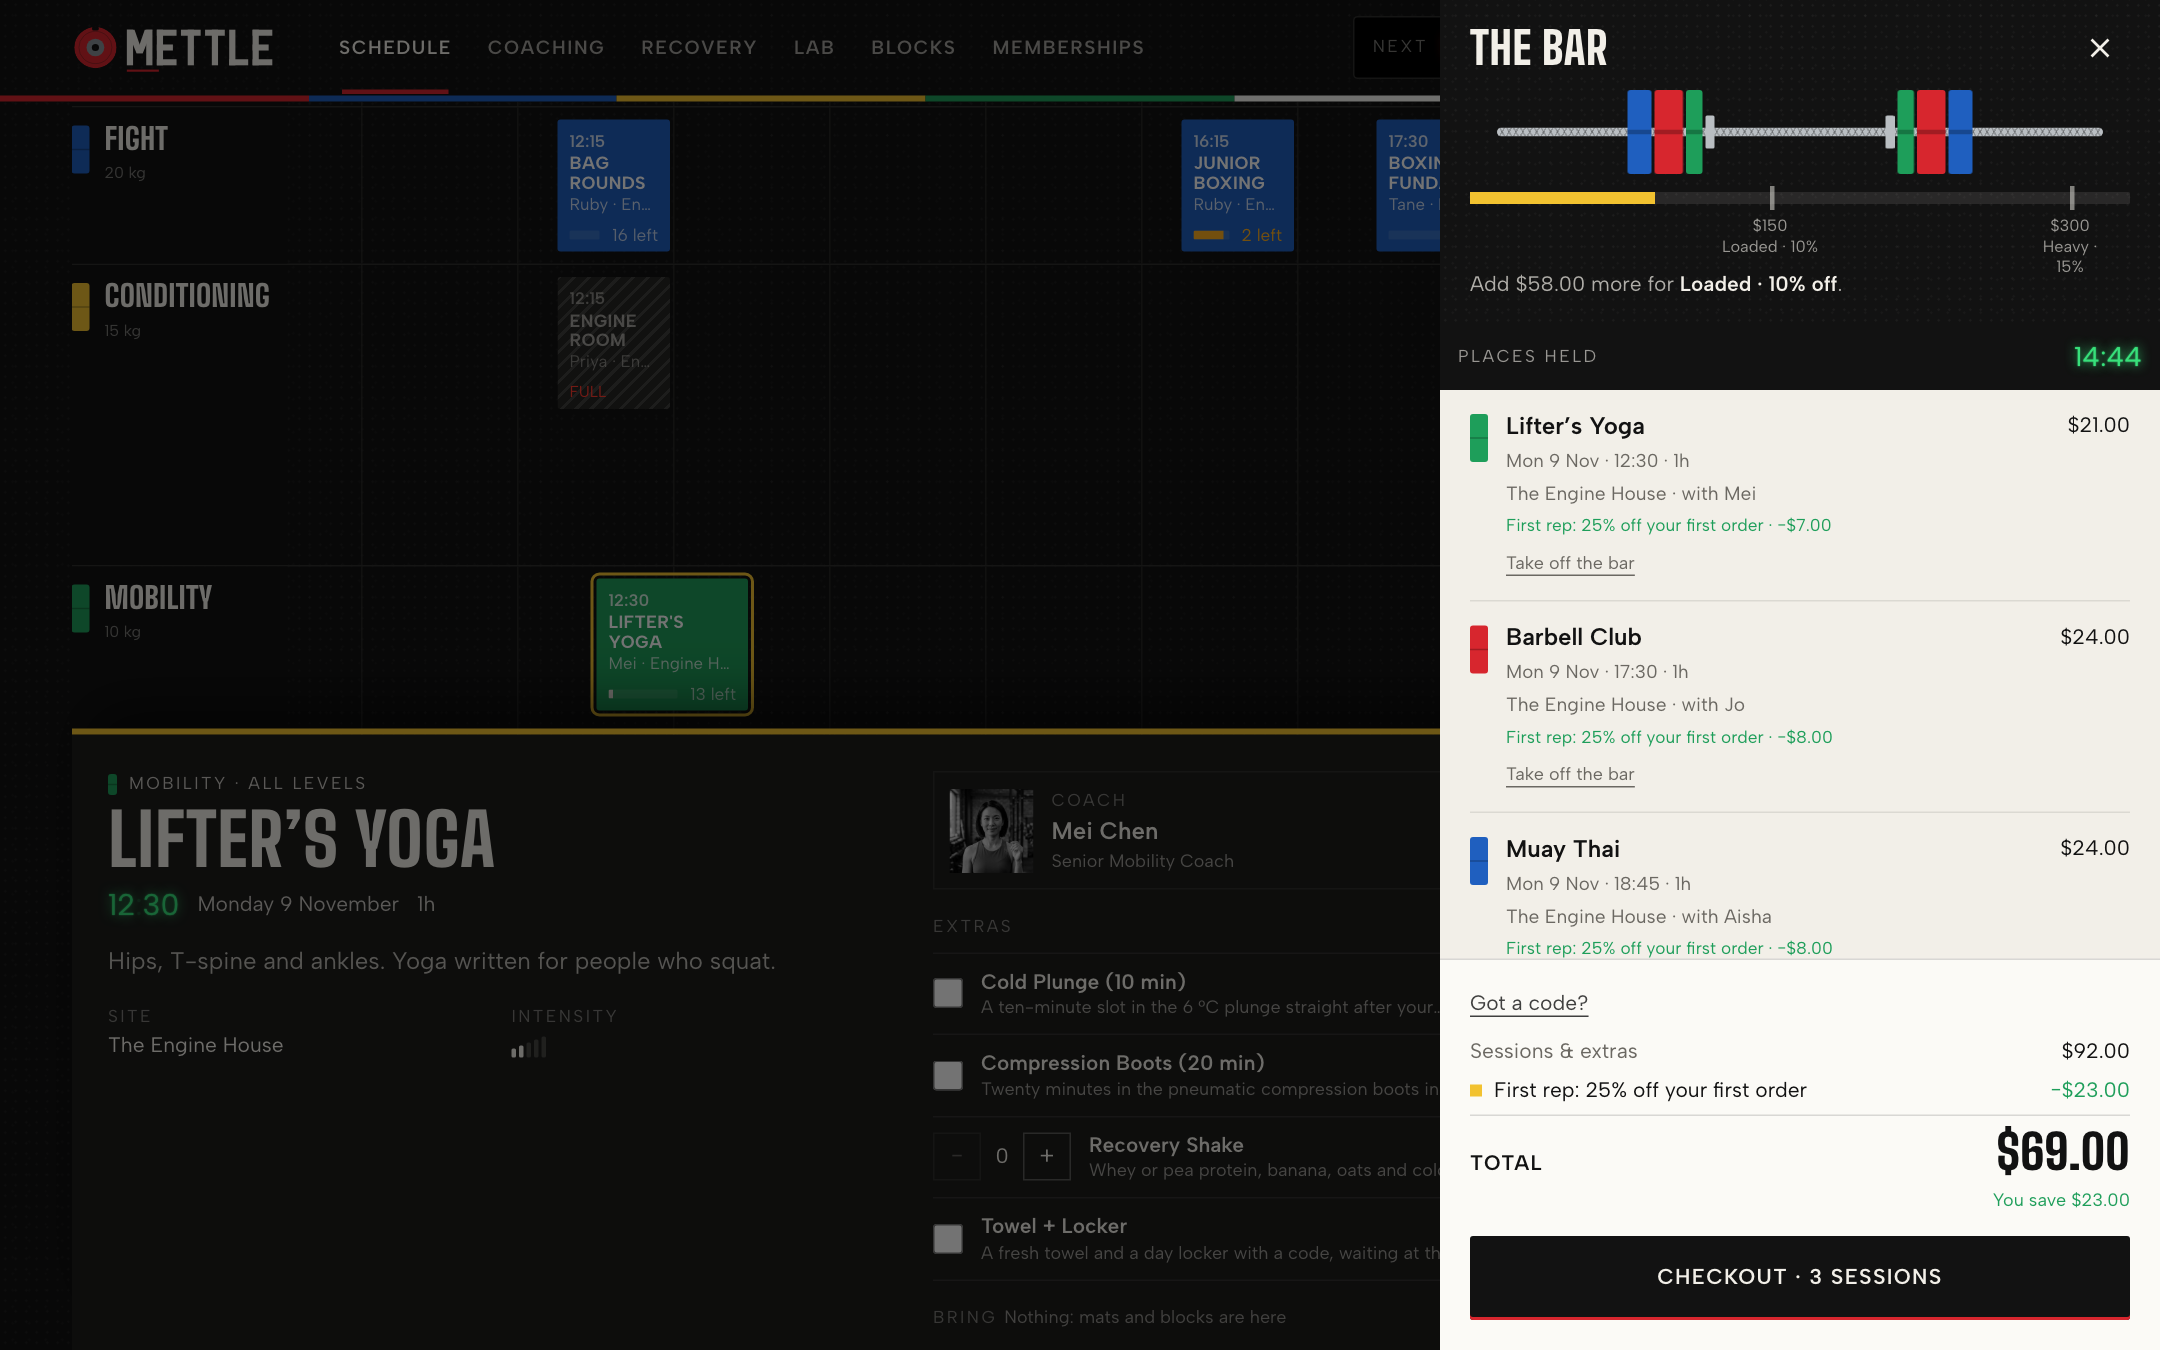 METTLE
SCHEDULE COACHING RECOVERY LAB BLOCKS MEMBERSHIPS
NEXT
FIGHT
20 kg
12:15
BAG
ROUNDS
Ruby · En...
16 left
16:15
JUNIOR
BOXING
Ruby · En...
2 left
17:30
Tane ·
CONDITIONING
15 kg
12:15
ENGINE
ROOM
Priya · En...
FULL
MOBILITY
10 kg
12:30
LIFTER'S
YOGA
Mei · Engine H...
13 left
MOBILITY · ALL LEVELS
LIFTER’S YOGA
12:30 Monday 9 November 1h
Hips, T-spine and ankles. Yoga written for people who squat.
SITE
The Engine House
INTENSITY
COACH
Mei Chen
Senior Mobility Coach
EXTRAS
Cold Plunge (10 min)
A ten-minute slot in the 6 °C plunge straight after your...
Compression Boots (20 min)
Twenty minutes in the pneumatic compression boots in
− 0 +
Recovery Shake
Whey or pea protein, banana, oats and
Towel + Locker
A fresh towel and a day locker with a code, waiting at
BRING Nothing: mats and blocks are here
THE BAR
$150
Loaded · 10%
$300
Heavy ·
15%
Add $58.00 more for Loaded · 10% off.
PLACES HELD 14:44
Lifter’s Yoga $21.00
Mon 9 Nov · 12:30 · 1h
The Engine House · with Mei
First rep: 25% off your first order · −$7.00
Take off the bar
Barbell Club $24.00
Mon 9 Nov · 17:30 · 1h
The Engine House · with Jo
First rep: 25% off your first order · −$8.00
Take off the bar
Muay Thai $24.00
Mon 9 Nov · 18:45 · 1h
The Engine House · with Aisha
First rep: 25% off your first order · −$8.00
Got a code?
Sessions & extras $92.00
First rep: 25% off your first order −$23.00
TOTAL $69.00
You save $23.00
CHECKOUT · 3 SESSIONS